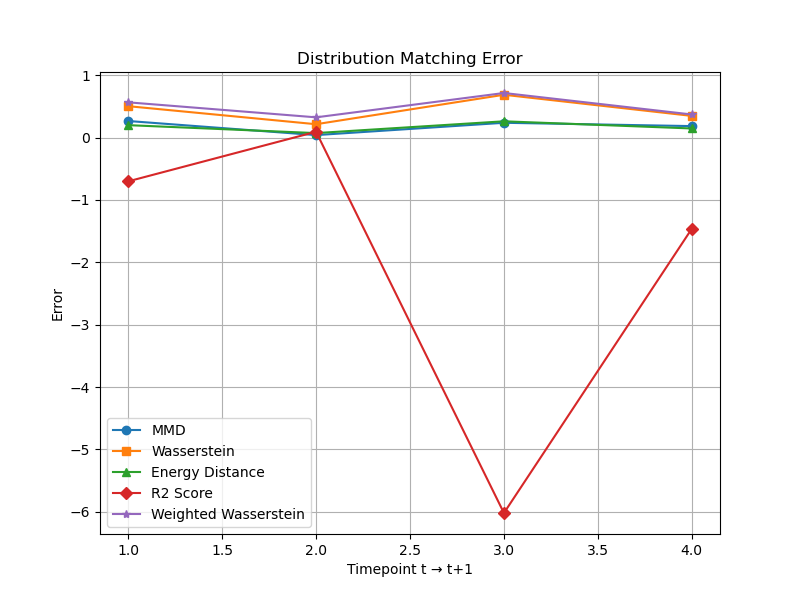 Distribution Matching Error
Error
1
0
−1
−2
−3
−4
−5
−6
MMD
Wasserstein
Energy Distance
R2 Score
Weighted Wasserstein
1.0 1.5 2.0 2.5 3.0 3.5 4.0
Timepoint t → t+1